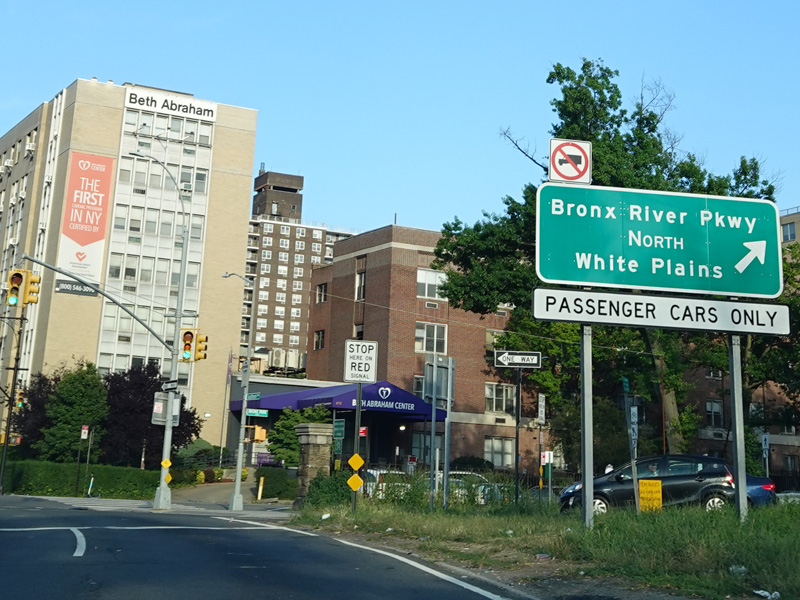 Beth Abraham
THE
FIRST
IN NY
CERTIFIED BY
Bronx River Pkwy
NORTH
White Plains
PASSENGER CARS ONLY
STOP
HERE ON
RED
SIGNAL
ONE WAY
BETH ABRAHAM CENTER